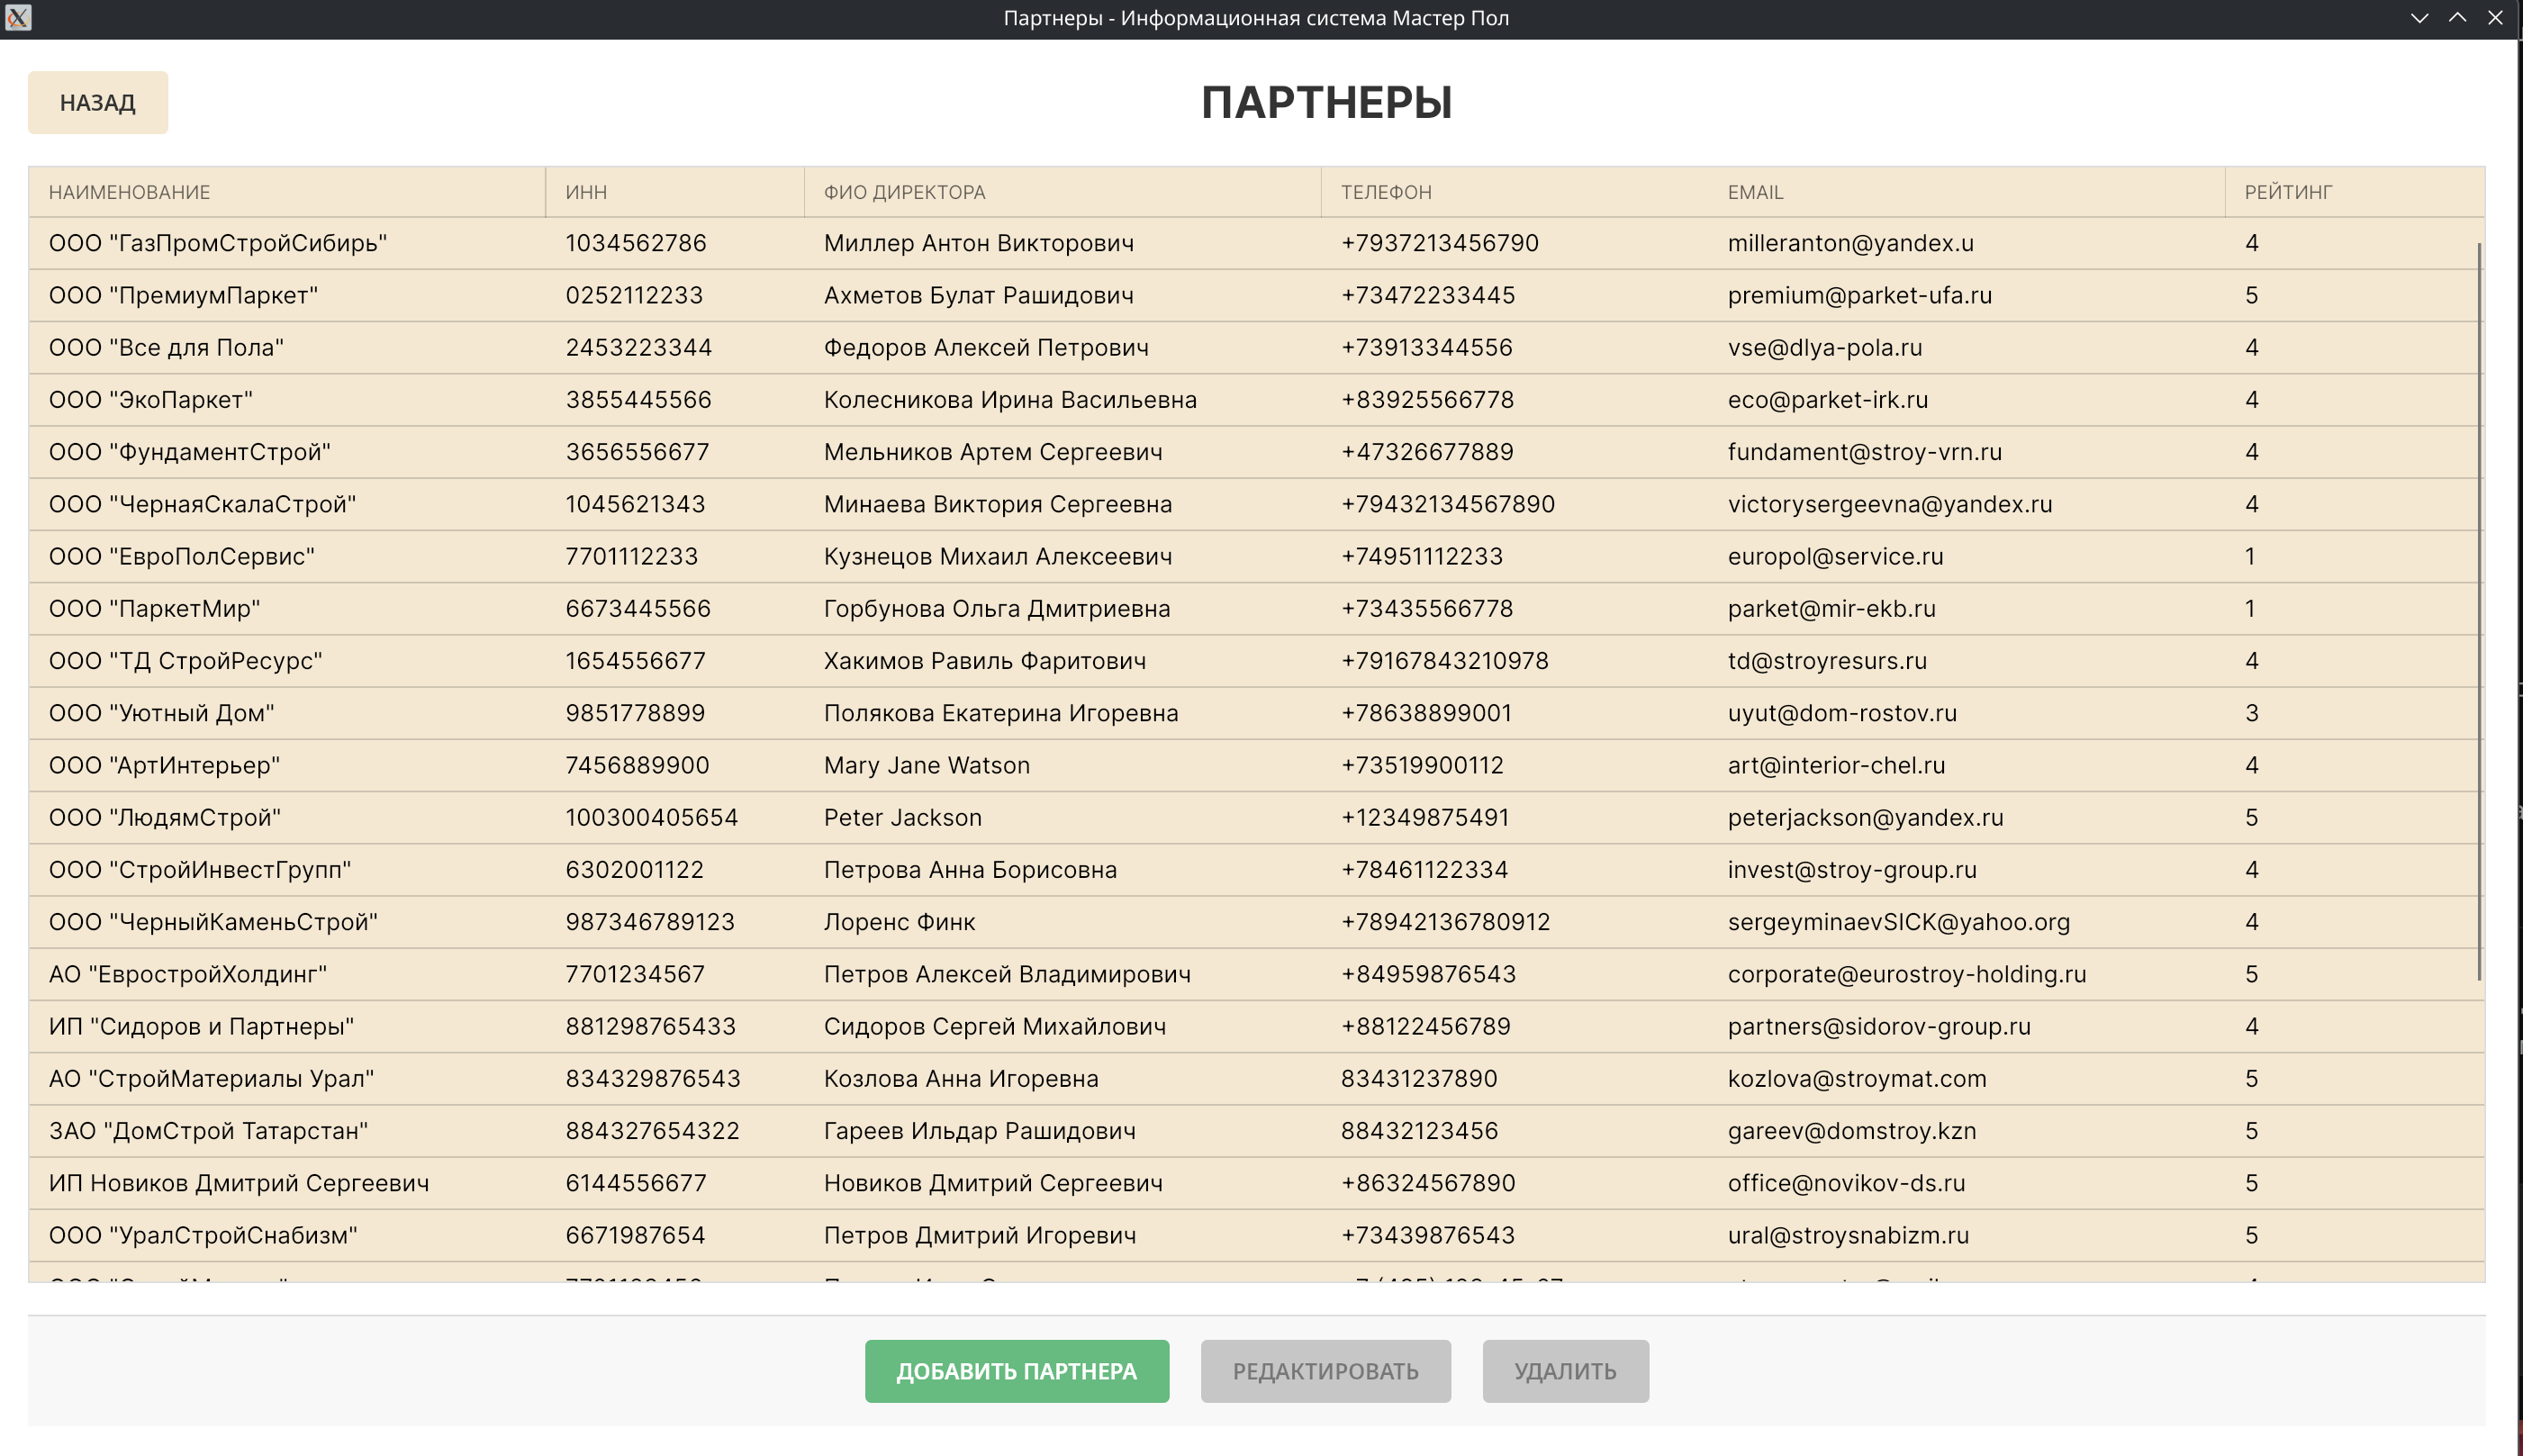 Партнеры - Информационная система Мастер Пол
НАЗАД
ПАРТНЕРЫ
НАИМЕНОВАНИЕ ИНН ФИО ДИРЕКТОРА ТЕЛЕФОН EMAIL РЕЙТИНГ
ООО "ГазПромСтройСибирь" 1034562786 Миллер Антон Викторович +7937213456790 milleranton@yandex.u 4
ООО "ПремиумПаркет" 0252112233 Ахметов Булат Рашидович +73472233445 premium@parket-ufa.ru 5
ООО "Все для Пола" 2453223344 Федоров Алексей Петрович +73913344556 vse@dlya-pola.ru 4
ООО "ЭкоПаркет" 3855445566 Колесникова Ирина Васильевна +83925566778 eco@parket-irk.ru 4
ООО "ФундаментСтрой" 3656556677 Мельников Артем Сергеевич +47326677889 fundament@stroy-vrn.ru 4
ООО "ЧернаяСкалаСтрой" 1045621343 Минаева Виктория Сергеевна +79432134567890 victorysergeevna@yandex.ru 4
ООО "ЕвроПолСервис" 7701112233 Кузнецов Михаил Алексеевич +74951112233 europol@service.ru 1
ООО "ПаркетМир" 6673445566 Горбунова Ольга Дмитриевна +73435566778 parket@mir-ekb.ru 1
ООО "ТД СтройРесурс" 1654556677 Хакимов Равиль Фаритович +79167843210978 td@stroyresurs.ru 4
ООО "Уютный Дом" 9851778899 Полякова Екатерина Игоревна +78638899001 uyut@dom-rostov.ru 3
ООО "АртИнтерьер" 7456889900 Mary Jane Watson +73519900112 art@interior-chel.ru 4
ООО "ЛюдямСтрой" 100300405654 Peter Jackson +12349875491 peterjackson@yandex.ru 5
ООО "СтройИнвестГрупп" 6302001122 Петрова Анна Борисовна +78461122334 invest@stroy-group.ru 4
ООО "ЧерныйКаменьСтрой" 987346789123 Лоренс Финк +78942136780912 sergeyminaevSICK@yahoo.org 4
АО "ЕвростройХолдинг" 7701234567 Петров Алексей Владимирович +84959876543 corporate@eurostroy-holding.ru 5
ИП "Сидоров и Партнеры" 881298765433 Сидоров Сергей Михайлович +88122456789 partners@sidorov-group.ru 4
АО "СтройМатериалы Урал" 834329876543 Козлова Анна Игоревна 83431237890 kozlova@stroymat.com 5
ЗАО "ДомСтрой Татарстан" 884327654322 Гареев Ильдар Рашидович 88432123456 gareev@domstroy.kzn 5
ИП Новиков Дмитрий Сергеевич 6144556677 Новиков Дмитрий Сергеевич +86324567890 office@novikov-ds.ru 5
ООО "УралСтройСнабизм" 6671987654 Петров Дмитрий Игоревич +73439876543 ural@stroysnabizm.ru 5
ДОБАВИТЬ ПАРТНЕРА РЕДАКТИРОВАТЬ УДАЛИТЬ